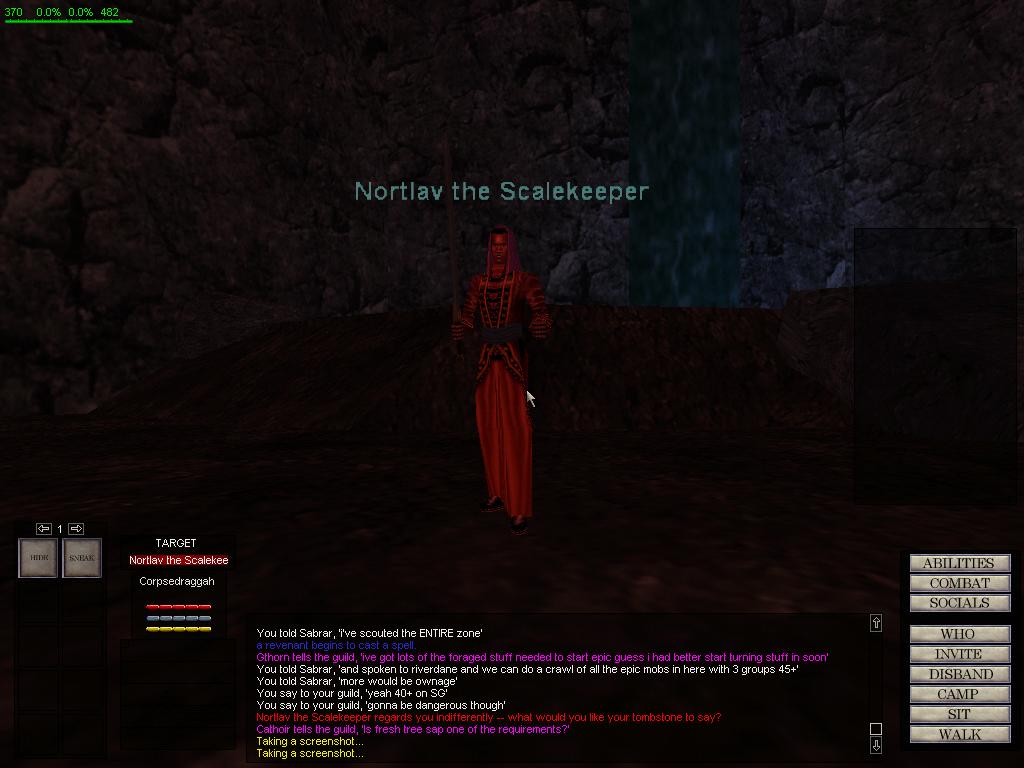 370 0.0% 0.0% 482
Nortlav the Scalekeeper
1
HIDE SNEAK
TARGET
Nortlav the Scalekee
Corpsedraggah
You told Sabrar, 'i've scouted the ENTIRE zone'
a revenant begins to cast a spell.
Gthorn tells the guild, 'ive got lots of the foraged stuff needed to start epic guess i had better start turning stuff in soon'
You told Sabrar, 'and spoken to riverdane and we can do a crawl of all the epic mobs in here with 3 groups 45+'
You told Sabrar, 'more would be ownage'
You say to your guild, 'yeah 40+ on SG'
You say to your guild, 'gonna be dangerous though'
Nortlav the Scalekeeper regards you indifferently -- what would you like your tombstone to say?
Cathoir tells the guild, 'Is fresh tree sap one of the requirements?'
Taking a screenshot...
Taking a screenshot...
ABILITIES
COMBAT
SOCIALS
WHO
INVITE
DISBAND
CAMP
SIT
WALK